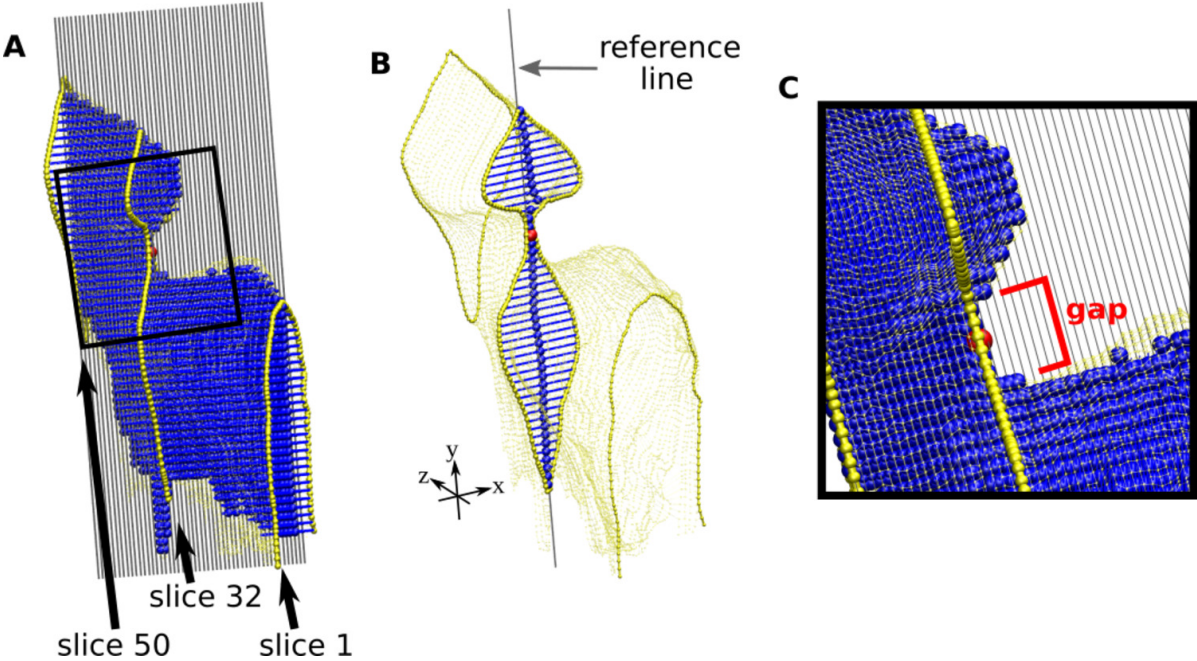 A
B
reference
line
C
gap
y
z
x
slice 32
slice 50
slice 1